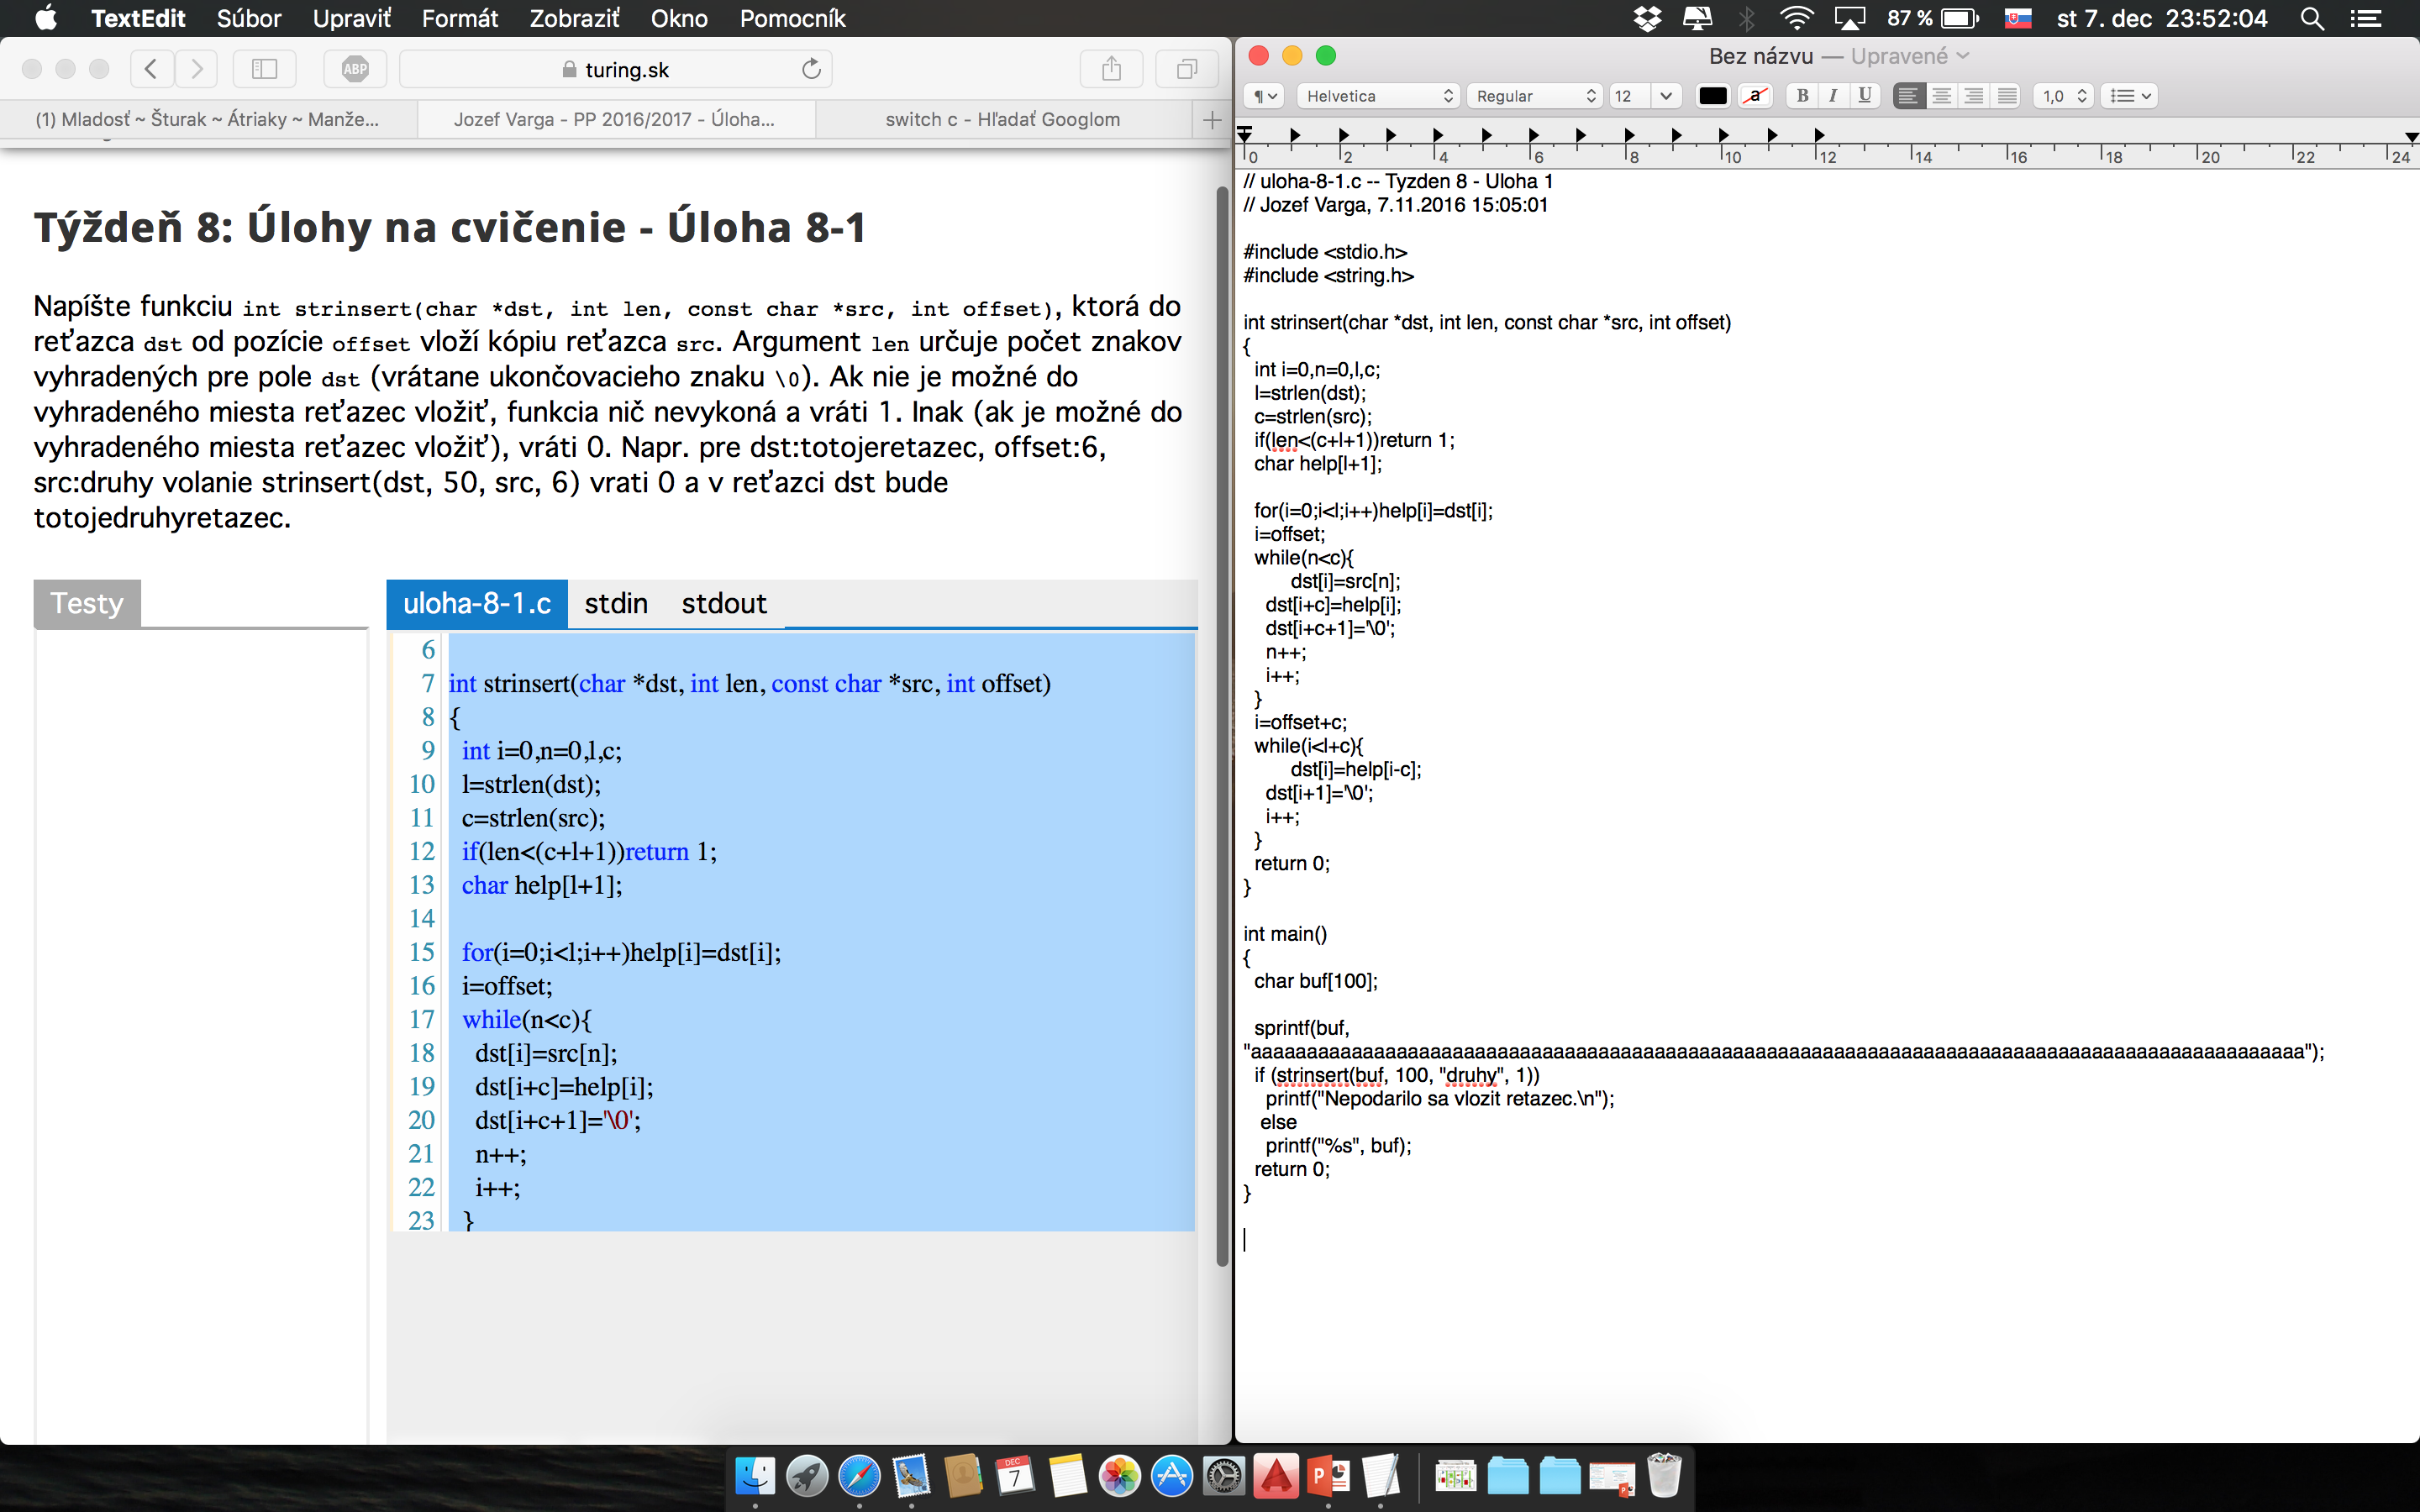 TextEdit Súbor Upraviť Formát Zobraziť Okno Pomocník 87 % st 7. dec 23:52:04
ABP turing.sk
(1) Mladosť ~ Šturak ~ Átriaky ~ Manže... Jozef Varga - PP 2016/2017 - Úloha... switch c - Hľadať Googlom +
Týždeň 8: Úlohy na cvičenie - Úloha 8-1
Napíšte funkciu int strinsert(char *dst, int len, const char *src, int offset), ktorá do
reťazca dst od pozície offset vloží kópiu reťazca src. Argument len určuje počet znakov
vyhradených pre pole dst (vrátane ukončovacieho znaku \0). Ak nie je možné do
vyhradeného miesta reťazec vložiť, funkcia nič nevykoná a vráti 1. Inak (ak je možné do
vyhradeného miesta reťazec vložiť), vráti 0. Napr. pre dst:totojeretazec, offset:6,
src:druhy volanie strinsert(dst, 50, src, 6) vrati 0 a v reťazci dst bude
totojedruhyretazec.
Testy
uloha-8-1.c stdin stdout
6
7 int strinsert(char *dst, int len, const char *src, int offset)
8 {
9 int i=0,n=0,l,c;
10 l=strlen(dst);
11 c=strlen(src);
12 if(len<(c+l+1))return 1;
13 char help[l+1];
14
15 for(i=0;i<l;i++)help[i]=dst[i];
16 i=offset;
17 while(n<c){
18 dst[i]=src[n];
19 dst[i+c]=help[i];
20 dst[i+c+1]='\0';
21 n++;
22 i++;
23 }
Bez názvu — Upravené
¶ Helvetica Regular 12 a B I U 1,0
0 2 4 6 8 10 12 14 16 18 20 22 24
// uloha-8-1.c -- Tyzden 8 - Uloha 1
// Jozef Varga, 7.11.2016 15:05:01
#include <stdio.h>
#include <string.h>
int strinsert(char *dst, int len, const char *src, int offset)
{
int i=0,n=0,l,c;
l=strlen(dst);
c=strlen(src);
if(len<(c+l+1))return 1;
char help[l+1];
for(i=0;i<l;i++)help[i]=dst[i];
i=offset;
while(n<c){
dst[i]=src[n];
dst[i+c]=help[i];
dst[i+c+1]='\0';
n++;
i++;
}
i=offset+c;
while(i<l+c){
dst[i]=help[i-c];
dst[i+1]='\0';
i++;
}
return 0;
}
int main()
{
char buf[100];
sprintf(buf,
"aaaaaaaaaaaaaaaaaaaaaaaaaaaaaaaaaaaaaaaaaaaaaaaaaaaaaaaaaaaaaaaaaaaaaaaaaaaaaaaaaaaaaaaaaaaaaaa");
if (strinsert(buf, 100, "druhy", 1))
printf("Nepodarilo sa vlozit retazec.\n");
else
printf("%s", buf);
return 0;
}
DEC
7
P